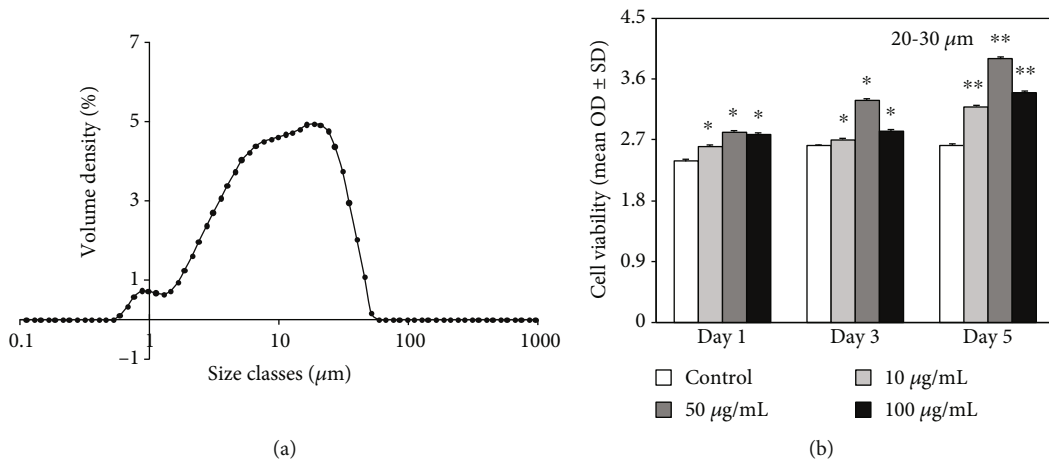 7
5
3
1
−1
Volume density (%)
0.1 1 10 100 1000
Size classes (μm)
(a)
4.5
3.6
2.7
1.8
0.9
0
Cell viability (mean OD ± SD)
20-30 μm
* * *
* * *
** ** **
Day 1 Day 3 Day 5
Control 10 μg/mL
50 μg/mL 100 μg/mL
(b)